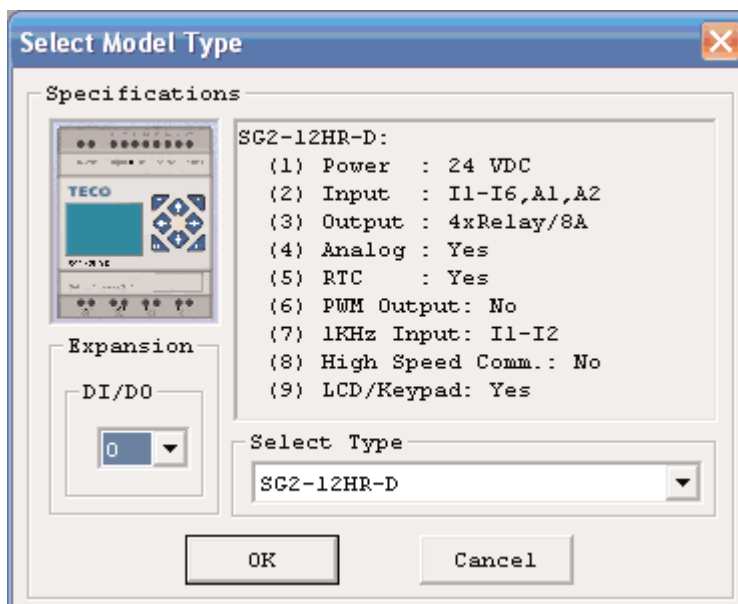 Select Model Type
Specifications
TECO
SG2-12HR-D:
(1) Power : 24 VDC
(2) Input : I1-I6,A1,A2
(3) Output : 4xRelay/8A
(4) Analog : Yes
(5) RTC : Yes
(6) PWM Output: No
(7) 1KHz Input: I1-I2
(8) High Speed Comm.: No
(9) LCD/Keypad: Yes
Expansion
DI/DO
0
Select Type
SG2-12HR-D
OK
Cancel